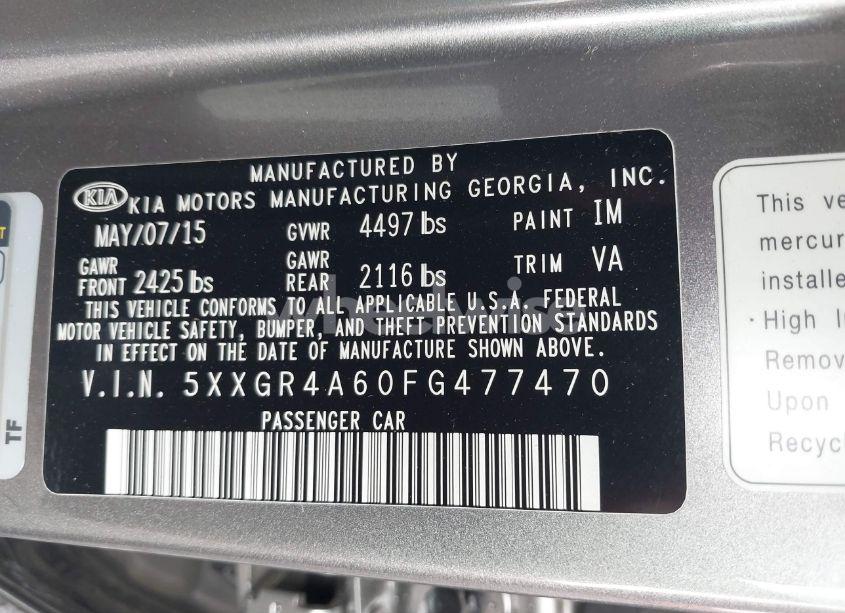 MANUFACTURED BY
KIA KIA MOTORS MANUFACTURING GEORGIA, INC.
MAY/07/15 GVWR 4497 lbs PAINT IM
GAWR FRONT 2425 lbs GAWR REAR 2116 lbs TRIM VA
THIS VEHICLE CONFORMS TO ALL APPLICABLE U.S.A. FEDERAL
MOTOR VEHICLE SAFETY, BUMPER, AND THEFT PREVENTION STANDARDS
IN EFFECT ON THE DATE OF MANUFACTURE SHOWN ABOVE.
V.I.N. 5XXGR4A60FG477470
PASSENGER CAR
TF
This ve
mercur
installe
· High I
Remov
Upon
Recycl